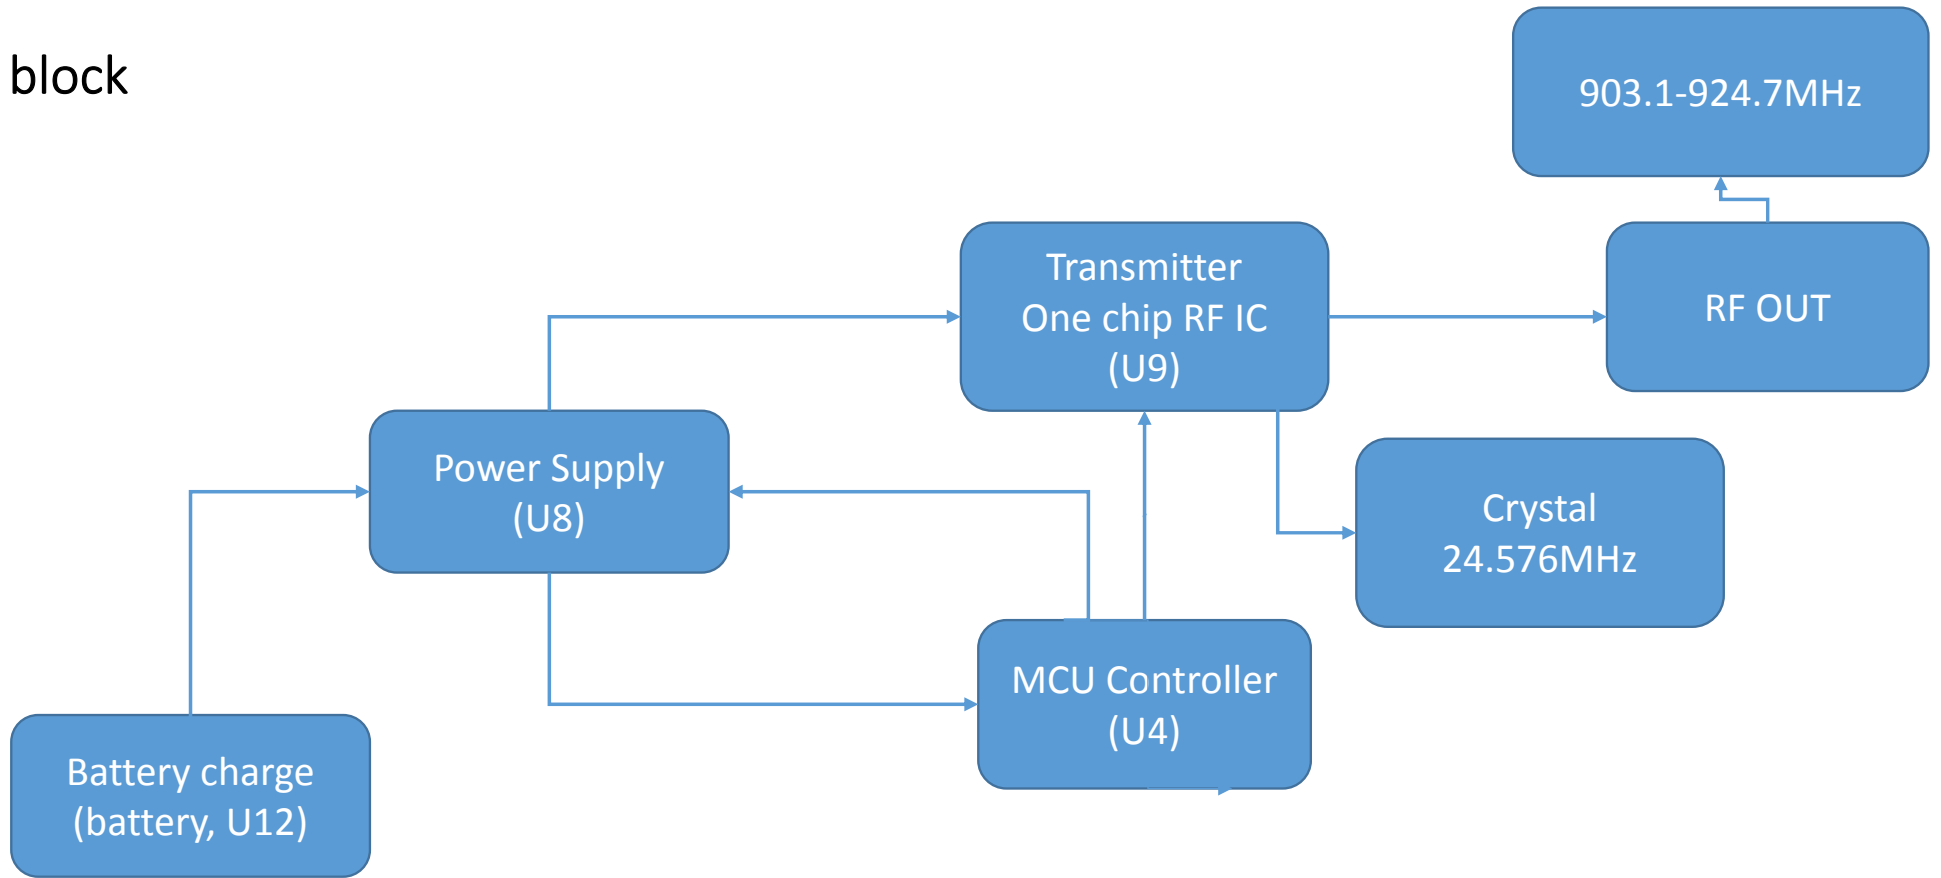 block
903.1-924.7MHz
Transmitter
One chip RF IC
(U9)
RF OUT
Power Supply
(U8)
Crystal
24.576MHz
MCU Controller
(U4)
Battery charge
(battery, U12)